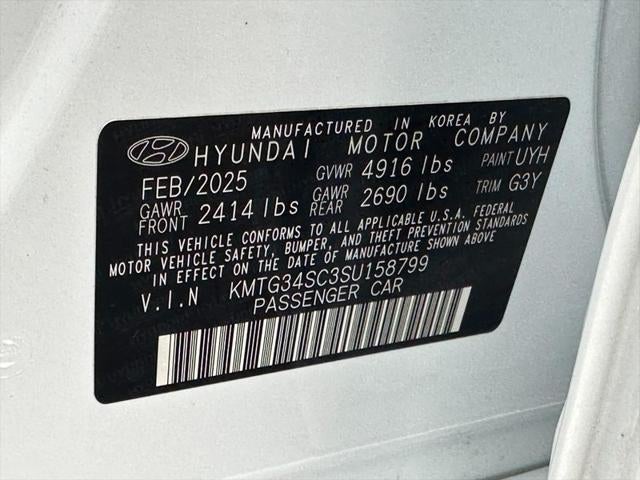 MANUFACTURED IN KOREA BY
HYUNDAI MOTOR COMPANY
FEB/2025 GVWR 4916 lbs PAINT UYH
GAWR FRONT 2414 lbs GAWR REAR 2690 lbs TRIM G3Y
THIS VEHICLE CONFORMS TO ALL APPLICABLE U.S.A. FEDERAL
MOTOR VEHICLE SAFETY, BUMPER, AND THEFT PREVENTION STANDARDS
IN EFFECT ON THE DATE OF MANUFACTURE SHOWN ABOVE
V.I.N KMTG34SC3SU158799
PASSENGER CAR